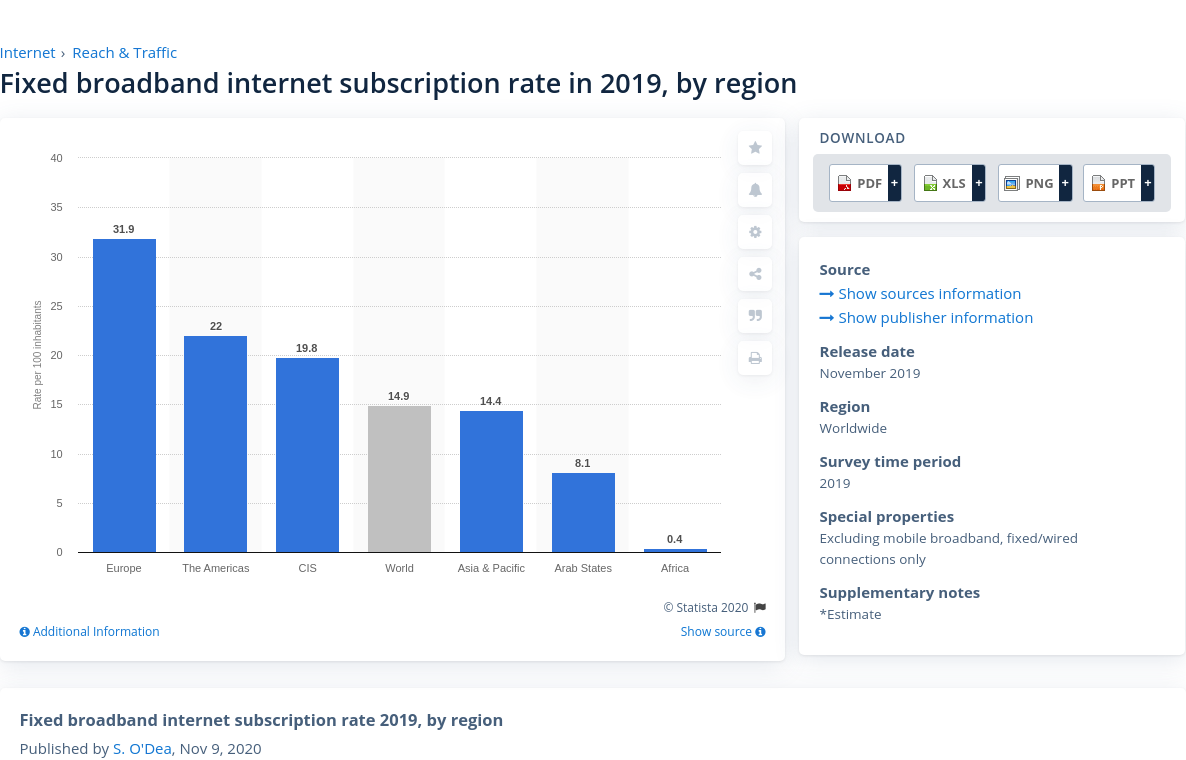 Internet › Reach & Traffic
Fixed broadband internet subscription rate in 2019, by region
40
35
30
25
20
15
10
5
0
Rate per 100 inhabitants
31.9
22
19.8
14.9
14.4
8.1
0.4
Europe
The Americas
CIS
World
Asia & Pacific
Arab States
Africa
© Statista 2020
Additional Information
Show source
DOWNLOAD
PDF +
XLS +
PNG +
PPT +
Source
Show sources information
Show publisher information
Release date
November 2019
Region
Worldwide
Survey time period
2019
Special properties
Excluding mobile broadband, fixed/wired
connections only
Supplementary notes
*Estimate
Fixed broadband internet subscription rate 2019, by region
Published by S. O'Dea, Nov 9, 2020